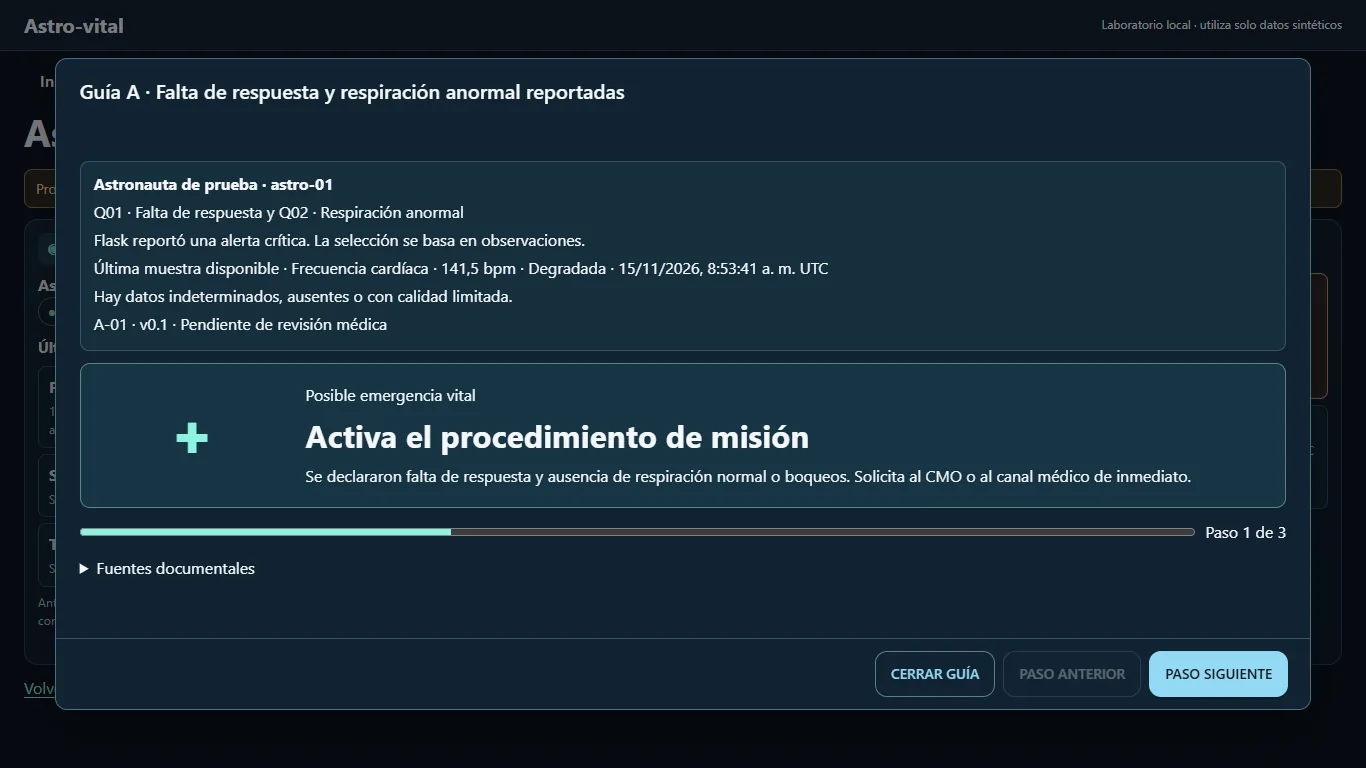 Astro-vital
Laboratorio local · utiliza solo datos sintéticos
Guía A · Falta de respuesta y respiración anormal reportadas
Astronauta de prueba · astro-01
Q01 · Falta de respuesta y Q02 · Respiración anormal
Flask reportó una alerta crítica. La selección se basa en observaciones.
Última muestra disponible · Frecuencia cardíaca · 141,5 bpm · Degradada · 15/11/2026, 8:53:41 a. m. UTC
Hay datos indeterminados, ausentes o con calidad limitada.
A-01 · v0.1 · Pendiente de revisión médica
Posible emergencia vital
Activa el procedimiento de misión
Se declararon falta de respuesta y ausencia de respiración normal o boqueos. Solicita al CMO o al canal médico de inmediato.
Paso 1 de 3
Fuentes documentales
CERRAR GUÍA
PASO ANTERIOR
PASO SIGUIENTE